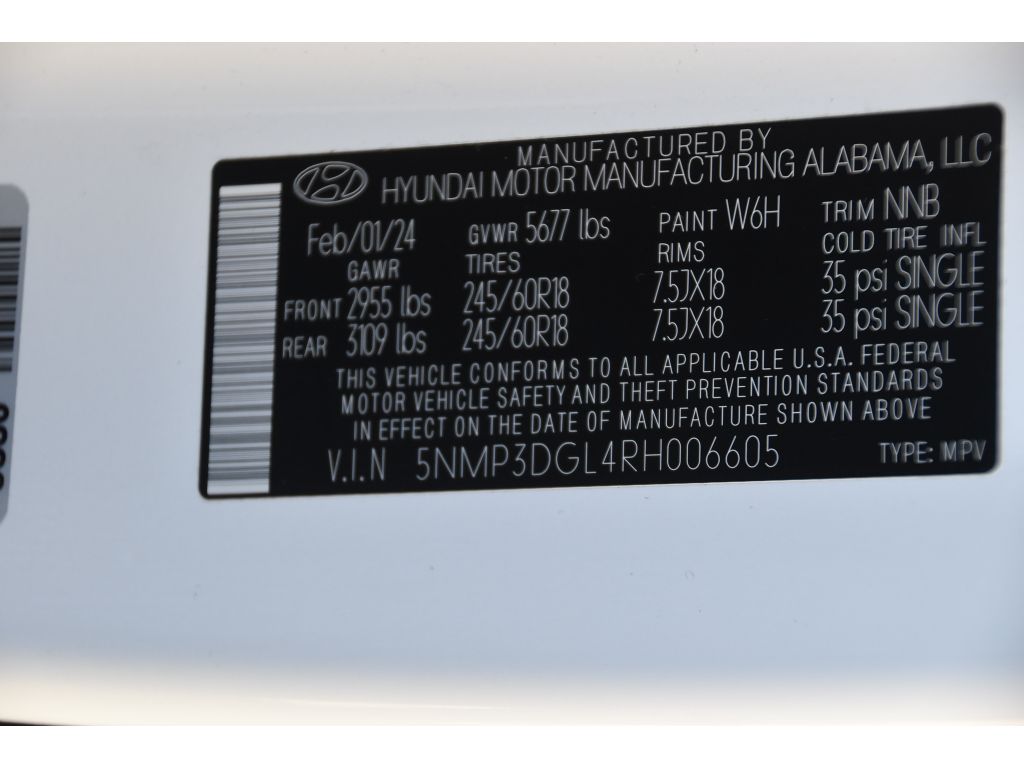 MANUFACTURED BY
HYUNDAI MOTOR MANUFACTURING ALABAMA, LLC
Feb/01/24 GVWR 5677 lbs PAINT W6H TRIM NNB
GAWR TIRES RIMS COLD TIRE INFL
FRONT 2955 lbs 245/60R18 7.5JX18 35 psi SINGLE
REAR 3109 lbs 245/60R18 7.5JX18 35 psi SINGLE
THIS VEHICLE CONFORMS TO ALL APPLICABLE U.S.A. FEDERAL
MOTOR VEHICLE SAFETY AND THEFT PREVENTION STANDARDS
IN EFFECT ON THE DATE OF MANUFACTURE SHOWN ABOVE
V.I.N 5NMP3DGL4RH006605 TYPE: MPV